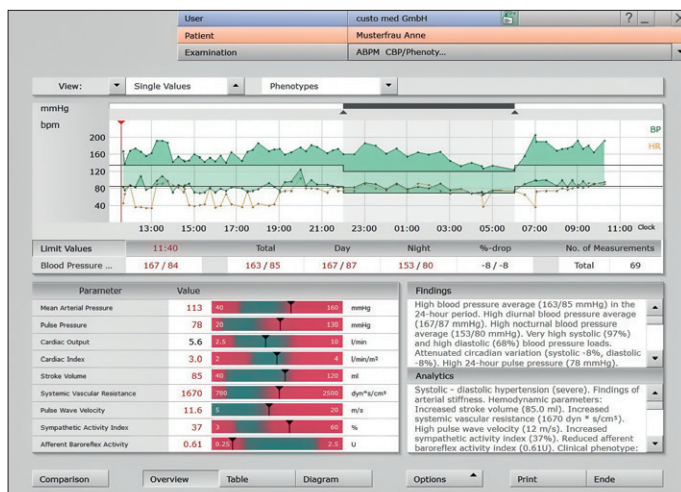 User custo med GmbH ? _ X
Patient Musterfrau Anne
Examination ABPM CBP/Phenoty...
View: Single Values Phenotypes
mmHg
bpm
BP
HR
200
160
120
80
40
13:00 15:00 17:00 19:00 21:00 23:00 01:00 03:00 05:00 07:00 09:00 11:00 Clock
Limit Values 11:40 Total Day Night %-drop No. of Measurements
Blood Pressure ... 167 / 84 163 / 85 167 / 87 153 / 80 -8 / -8 Total 69
Parameter Value
Mean Arterial Pressure 113 40 160 mmHg
Pulse Pressure 78 20 130 mmHg
Cardiac Output 5.6 2.5 10 l/min
Cardiac Index 3.0 2 4 l/min/m²
Stroke Volume 85 40 120 ml
Systemic Vascular Resistance 1670 700 2500 dyn*s/cm⁵
Pulse Wave Velocity 11.6 5 20 m/s
Sympathetic Activity Index 37 3 60 %
Afferent Baroreflex Activity 0.61 0.25 2.5 U
Findings
High blood pressure average (163/85 mmHg) in the
24-hour period. High diurnal blood pressure average
(167/87 mmHg). High nocturnal blood pressure
average (153/80 mmHg). Very high systolic (97%)
and high diastolic (68%) blood pressure loads.
Attenuated circadian variation (systolic -8%, diastolic
-8%). High 24-hour pulse pressure (78 mmHg).
Analytics
Systolic - diastolic hypertension (severe). Findings of
arterial stiffness. Hemodynamic parameters:
Increased stroke volume (85.0 ml). Increased
systemic vascular resistance (1670 dyn * s/cm⁵).
High pulse wave velocity (12 m/s). Increased
sympathetic activity index (37%). Reduced afferent
baroreflex activity index (0.61U). Clinical phenotype:
Comparison Overview Table Diagram Options Print Ende